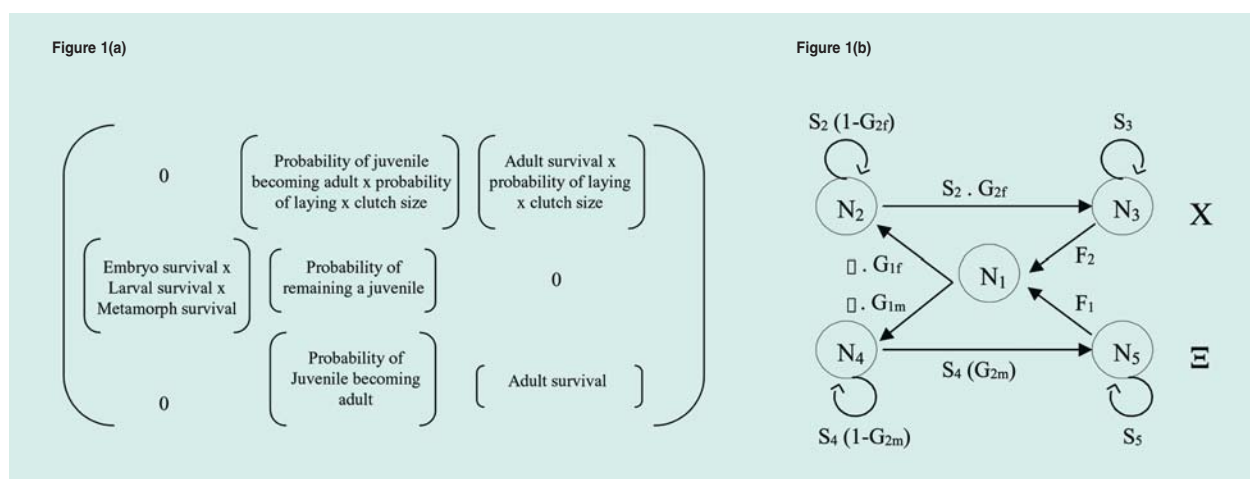 Figure 1(a)
0
Probability of juvenile
becoming adult x probability
of laying x clutch size
Adult survival x
probability of laying
x clutch size
Embryo survival x
Larval survival x
Metamorph survival
Probability of
remaining a juvenile
0
0
Probability of
Juvenile becoming
adult
Adult survival
Figure 1(b)
S₂ (1-G₂f)
S₃
N₂
S₂ . G₂f
N₃
Χ
▯ . G₁f
N₁
F₂
▯ . G₁m
F₁
N₄
S₄ (G₂m)
N₅
Ξ
S₄ (1-G₂m)
S₅